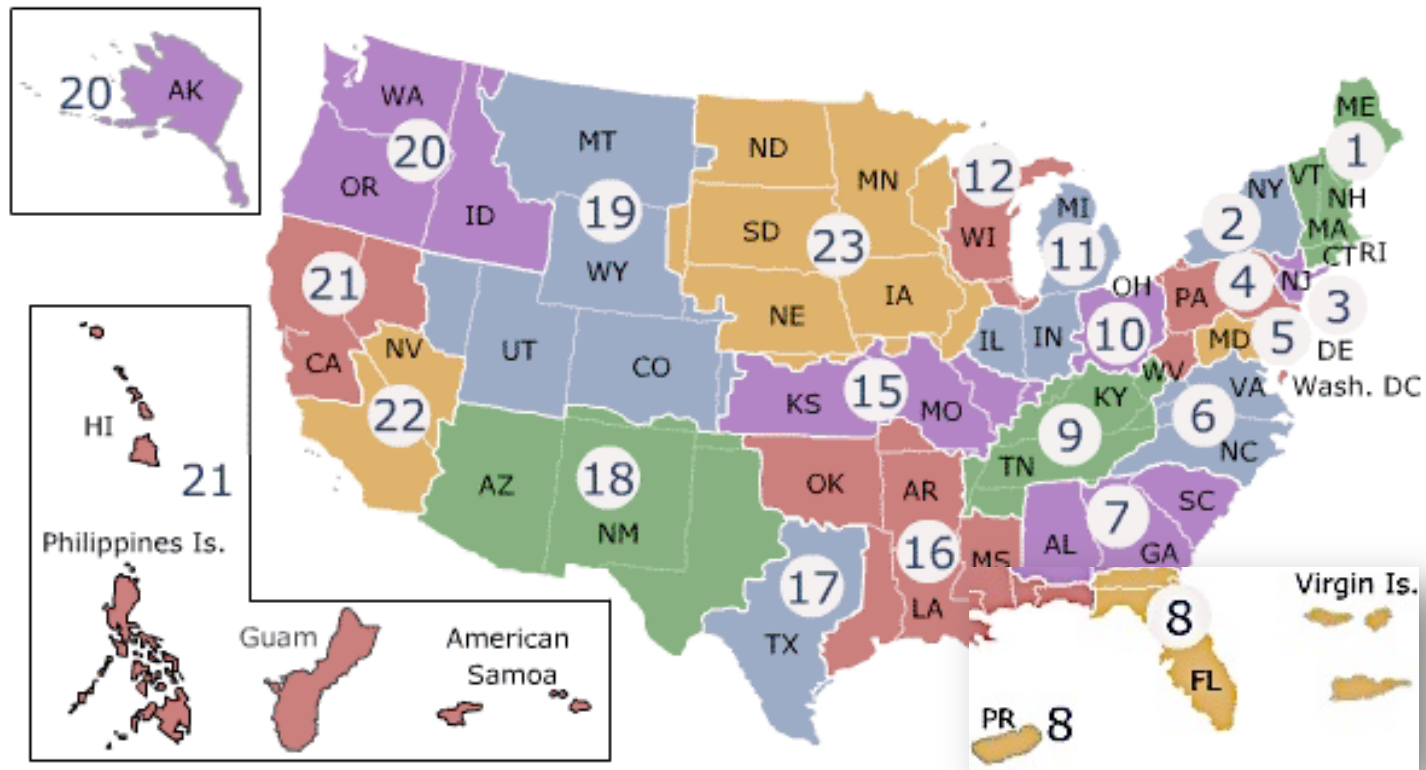 20
AK
WA
OR
20
ID
MT
19
WY
ND
SD
NE
MN
23
IA
12
WI
MI
11
ME
1
VT
NH
MA
CT
RI
NY
2
4
PA
NJ
3
OH
10
5
MD
DE
Wash. DC
WV
VA
6
NC
IL
IN
KY
9
TN
21
CA
NV
22
UT
CO
KS
15
MO
AZ
18
NM
OK
AR
16
LA
MS
17
TX
AL
7
GA
SC
HI
21
Philippines Is.
Guam
American
Samoa
8
FL
Virgin Is.
PR
8